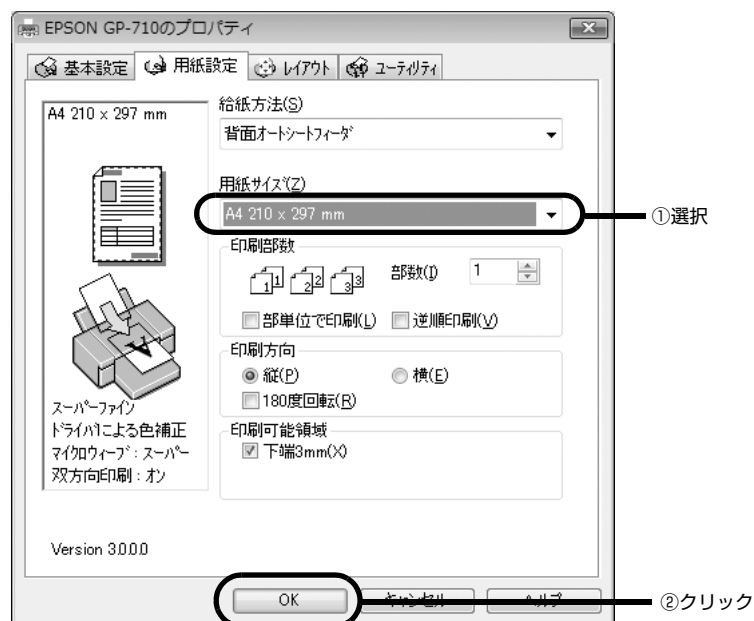 EPSON GP-710のプロパティ
基本設定 用紙設定 レイアウト ユーティリティ
A4 210 x 297 mm
給紙方法(S)
背面オートシートフィーダ
用紙サイズ(Z)
A4 210 x 297 mm
①選択
印刷部数
1 1 2 2 3 3
部数(I) 1
部単位で印刷(L) 逆順印刷(V)
印刷方向
縦(P) 横(E)
180度回転(R)
印刷可能領域
下端3mm(X)
A
スーパーファイン
ドライバによる色補正
マイクロウィーブ:スーパー
双方向印刷:オン
Version 3.0.0.0
OK キャンセル ヘルプ
②クリック